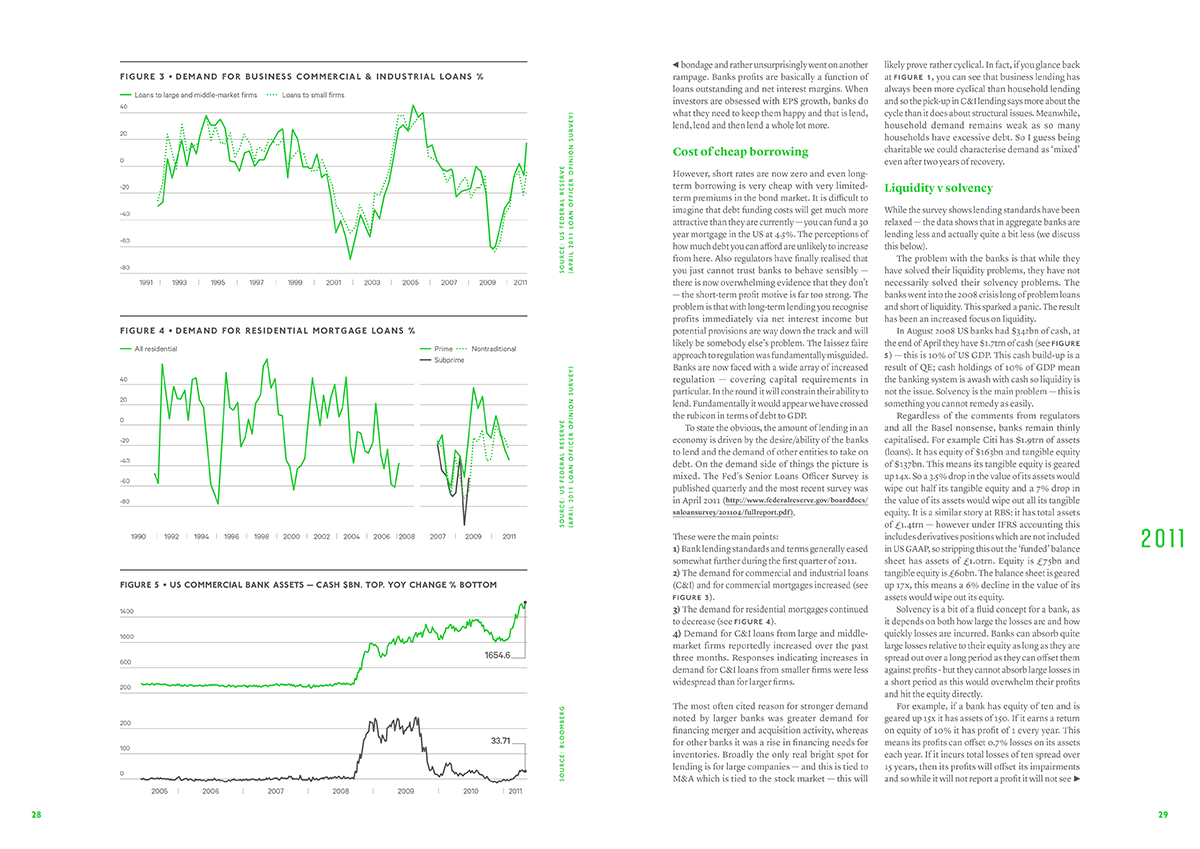 FIGURE 3 • DEMAND FOR BUSINESS COMMERCIAL & INDUSTRIAL LOANS %
Loans to large and middle-market firms
Loans to small firms
40
20
0
-20
-40
-60
-80
1991
1993
1995
1997
1999
2001
2003
2005
2007
2009
2011
SOURCE: US FEDERAL RESERVE
(APRIL 2011 LOAN OFFICER OPINION SURVEY)
FIGURE 4 • DEMAND FOR RESIDENTIAL MORTGAGE LOANS %
All residential
Prime
Nontraditional
Subprime
40
20
0
-20
-40
-60
-80
1990
1992
1994
1996
1998
2000
2002
2004
2006
2008
2007
2009
2011
SOURCE: US FEDERAL RESERVE
(APRIL 2011 LOAN OFFICER OPINION SURVEY)
FIGURE 5 • US COMMERCIAL BANK ASSETS — CASH $BN. TOP. YOY CHANGE % BOTTOM
1400
1000
600
200
1654.6
200
100
0
33.71
2005
2006
2007
2008
2009
2010
2011
SOURCE: BLOOMBERG
28
◀ bondage and rather unsurprisingly went on another
rampage. Banks profits are basically a function of
loans outstanding and net interest margins. When
investors are obsessed with EPS growth, banks do
what they need to keep them happy and that is lend,
lend, lend and then lend a whole lot more.
Cost of cheap borrowing
However, short rates are now zero and even long-
term borrowing is very cheap with very limited-
term premiums in the bond market. It is difficult to
imagine that debt funding costs will get much more
attractive than they are currently — you can fund a 30
year mortgage in the US at 4.5%. The perceptions of
how much debt you can afford are unlikely to increase
from here. Also regulators have finally realised that
you just cannot trust banks to behave sensibly —
there is now overwhelming evidence that they don't
— the short-term profit motive is far too strong. The
problem is that with long-term lending you recognise
profits immediately via net interest income but
potential provisions are way down the track and will
likely be somebody else's problem. The laissez faire
approach to regulation was fundamentally misguided.
Banks are now faced with a wide array of increased
regulation — covering capital requirements in
particular. In the round it will constrain their ability to
lend. Fundamentally it would appear we have crossed
the rubicon in terms of debt to GDP.
To state the obvious, the amount of lending in an
economy is driven by the desire/ability of the banks
to lend and the demand of other entities to take on
debt. On the demand side of things the picture is
mixed. The Fed's Senior Loans Officer Survey is
published quarterly and the most recent survey was
in April 2011 (http://www.federalreserve.gov/boarddocs/
snloansurvey/201104/fullreport.pdf).
These were the main points:
1) Bank lending standards and terms generally eased
somewhat further during the first quarter of 2011.
2) The demand for commercial and industrial loans
(C&I) and for commercial mortgages increased (see
FIGURE 3).
3) The demand for residential mortgages continued
to decrease (see FIGURE 4).
4) Demand for C&I loans from large and middle-
market firms reportedly increased over the past
three months. Responses indicating increases in
demand for C&I loans from smaller firms were less
widespread than for larger firms.
The most often cited reason for stronger demand
noted by larger banks was greater demand for
financing merger and acquisition activity, whereas
for other banks it was a rise in financing needs for
inventories. Broadly the only real bright spot for
lending is for large companies — and this is tied to
M&A which is tied to the stock market — this will
likely prove rather cyclical. In fact, if you glance back
at FIGURE 1, you can see that business lending has
always been more cyclical than household lending
and so the pick-up in C&I lending says more about the
cycle than it does about structural issues. Meanwhile,
household demand remains weak as so many
households have excessive debt. So I guess being
charitable we could characterise demand as 'mixed'
even after two years of recovery.
Liquidity v solvency
While the survey shows lending standards have been
relaxed — the data shows that in aggregate banks are
lending less and actually quite a bit less (we discuss
this below).
The problem with the banks is that while they
have solved their liquidity problems, they have not
necessarily solved their solvency problems. The
banks went into the 2008 crisis long of problem loans
and short of liquidity. This sparked a panic. The result
has been an increased focus on liquidity.
In August 2008 US banks had $342bn of cash, at
the end of April they have $1.7trn of cash (see FIGURE
5) — this is 10% of US GDP. This cash build-up is a
result of QE; cash holdings of 10% of GDP mean
the banking system is awash with cash so liquidity is
not the issue. Solvency is the main problem — this is
something you cannot remedy as easily.
Regardless of the comments from regulators
and all the Basel nonsense, banks remain thinly
capitalised. For example Citi has $1.9trn of assets
(loans). It has equity of $163bn and tangible equity
of $137bn. This means its tangible equity is geared
up 14x. So a 3.5% drop in the value of its assets would
wipe out half its tangible equity and a 7% drop in
the value of its assets would wipe out all its tangible
equity. It is a similar story at RBS: it has total assets
of £1.4trn — however under IFRS accounting this
includes derivatives positions which are not included
in US GAAP, so stripping this out the 'funded' balance
sheet has assets of £1.0trn. Equity is £75bn and
tangible equity is £60bn. The balance sheet is geared
up 17x, this means a 6% decline in the value of its
assets would wipe out its equity.
Solvency is a bit of a fluid concept for a bank, as
it depends on both how large the losses are and how
quickly losses are incurred. Banks can absorb quite
large losses relative to their equity as long as they are
spread out over a long period as they can offset them
against profits - but they cannot absorb large losses in
a short period as this would overwhelm their profits
and hit the equity directly.
For example, if a bank has equity of ten and is
geared up 15x it has assets of 150. If it earns a return
on equity of 10% it has profit of 1 every year. This
means its profits can offset 0.7% losses on its assets
each year. If it incurs total losses of ten spread over
15 years, then its profits will offset its impairments
and so while it will not report a profit it will not see ▶
2011
29